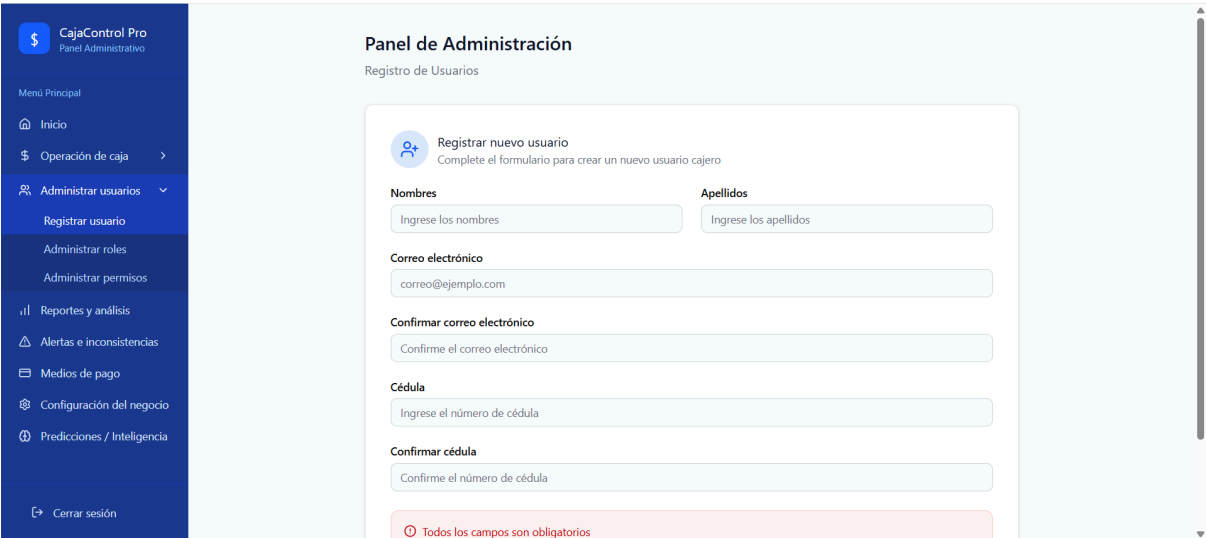 $
CajaControl Pro
Panel Administrativo
Menú Principal
Inicio
$ Operación de caja
Administrar usuarios
Registrar usuario
Administrar roles
Administrar permisos
Reportes y análisis
Alertas e inconsistencias
Medios de pago
Configuración del negocio
Predicciones / Inteligencia
Cerrar sesión
Panel de Administración
Registro de Usuarios
Registrar nuevo usuario
Complete el formulario para crear un nuevo usuario cajero
Nombres
Ingrese los nombres
Apellidos
Ingrese los apellidos
Correo electrónico
correo@ejemplo.com
Confirmar correo electrónico
Confirme el correo electrónico
Cédula
Ingrese el número de cédula
Confirmar cédula
Confirme el número de cédula
Todos los campos son obligatorios